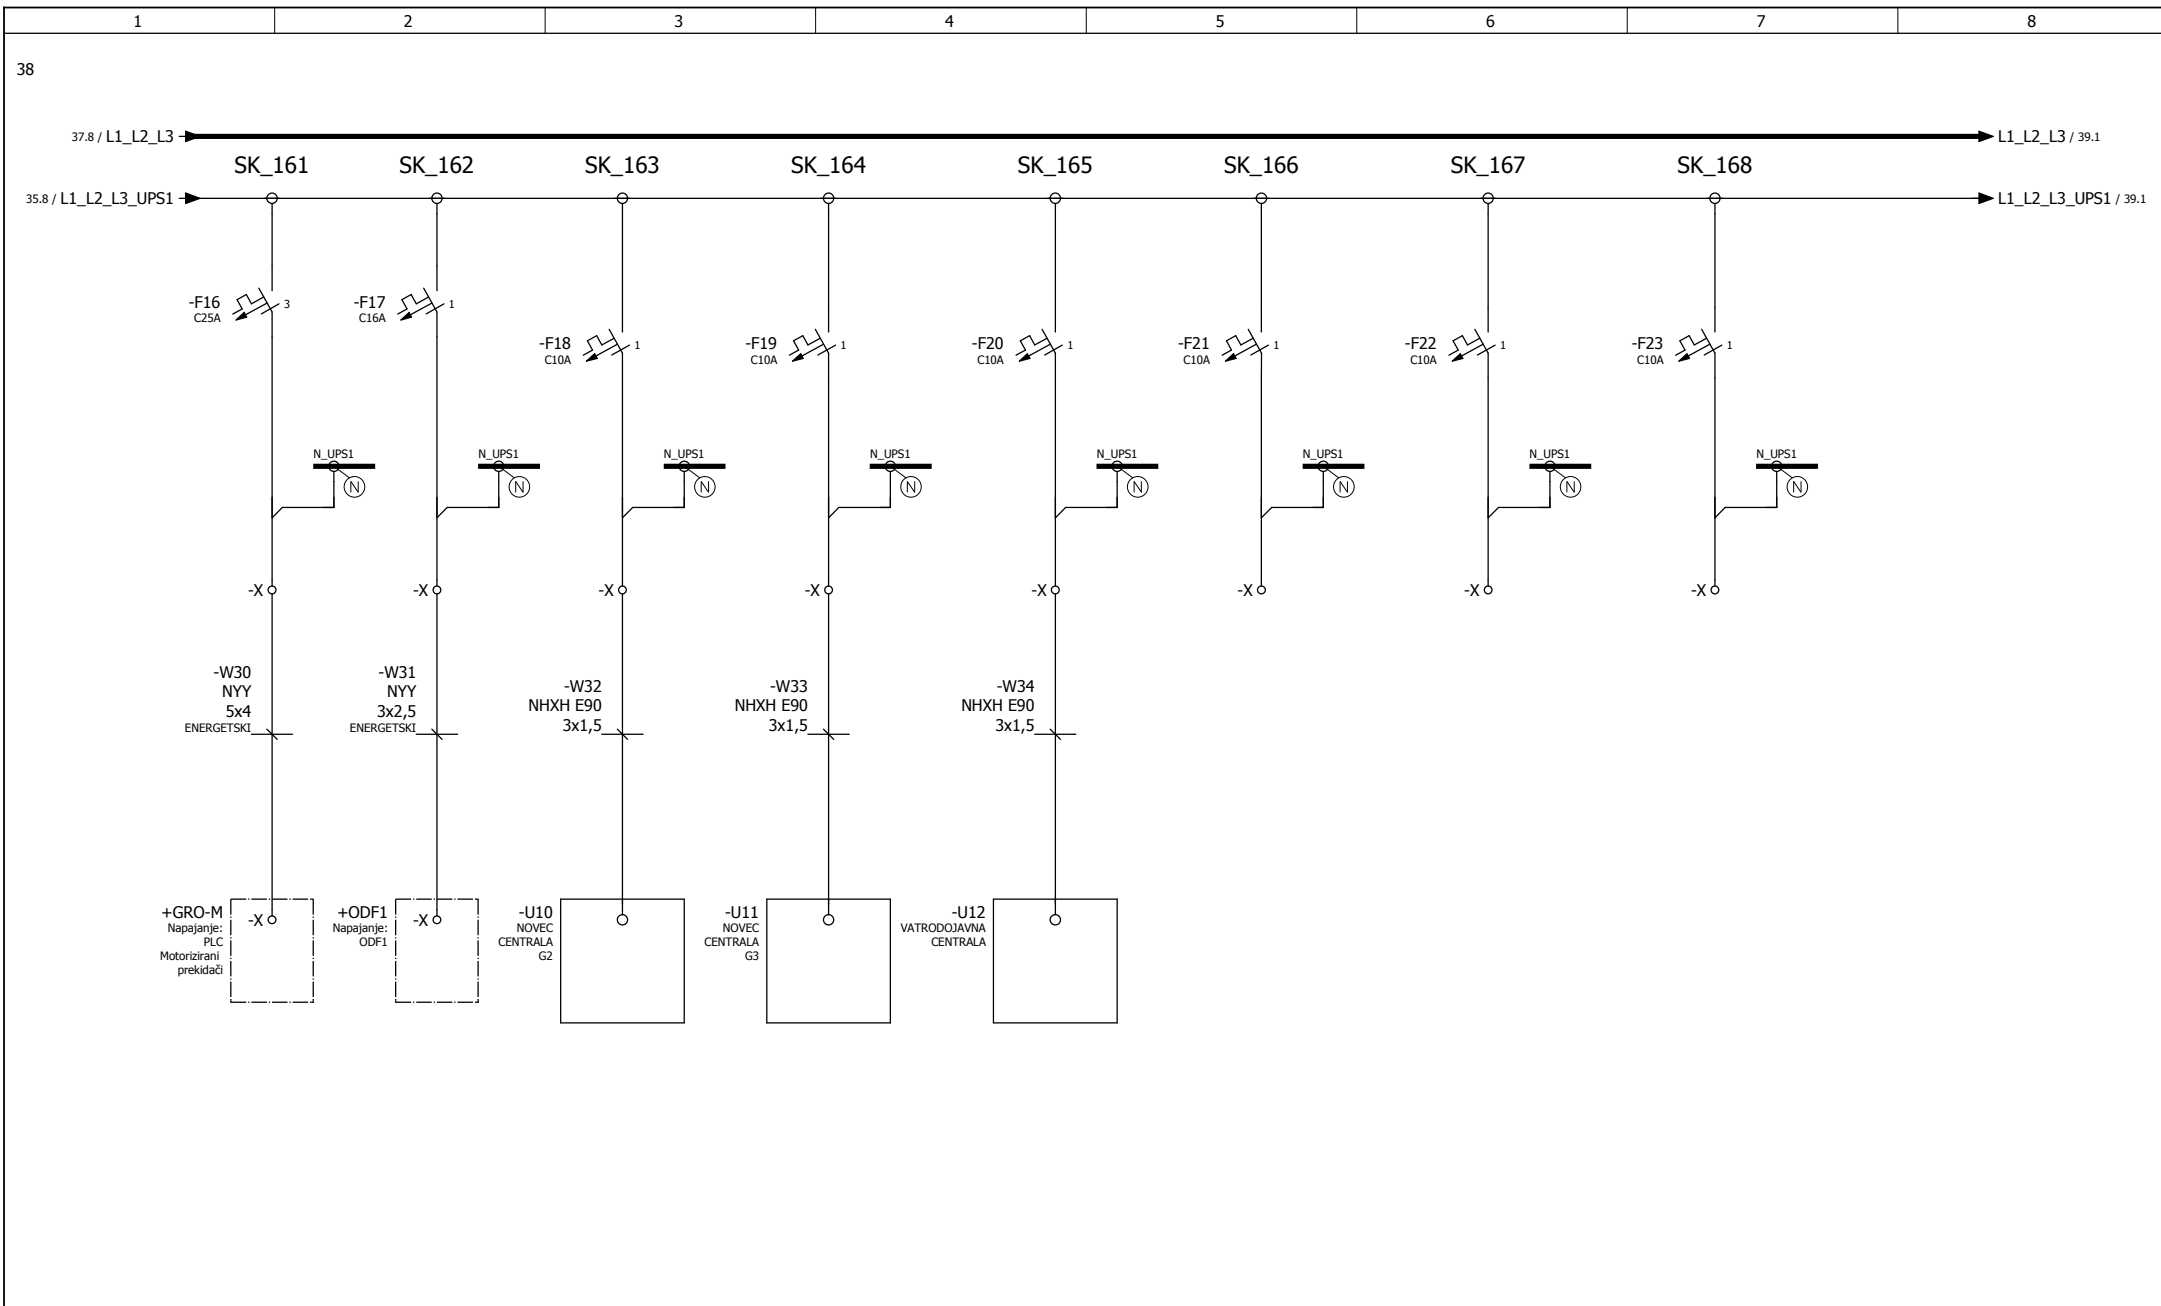 1 2 3 4 5 6 7 8
38
37.8 / L1_L2_L3 L1_L2_L3 / 39.1
SK_161 SK_162 SK_163 SK_164 SK_165 SK_166 SK_167 SK_168
35.8 / L1_L2_L3_UPS1 L1_L2_L3_UPS1 / 39.1
-F16 3 -F17 1
C25A C16A
-F18 1 -F19 1 -F20 1 -F21 1 -F22 1 -F23 1
C10A C10A C10A C10A C10A C10A
N_UPS1 N_UPS1 N_UPS1 N_UPS1 N_UPS1 N_UPS1 N_UPS1 N_UPS1
N N N N N N N N
-X -X -X -X -X -X -X -X
-W30
NYY
5x4
ENERGETSKI
-W31
NYY
3x2,5
ENERGETSKI
-W32
NHXH E90
3x1,5
-W33
NHXH E90
3x1,5
-W34
NHXH E90
3x1,5
+GRO-M
Napajanje:
PLC
Motorizirani
prekidači
-X
+ODF1
Napajanje:
ODF1
-X
-U10
NOVEC
CENTRALA
G2
-U11
NOVEC
CENTRALA
G3
-U12
VATRODOJAVNA
CENTRALA